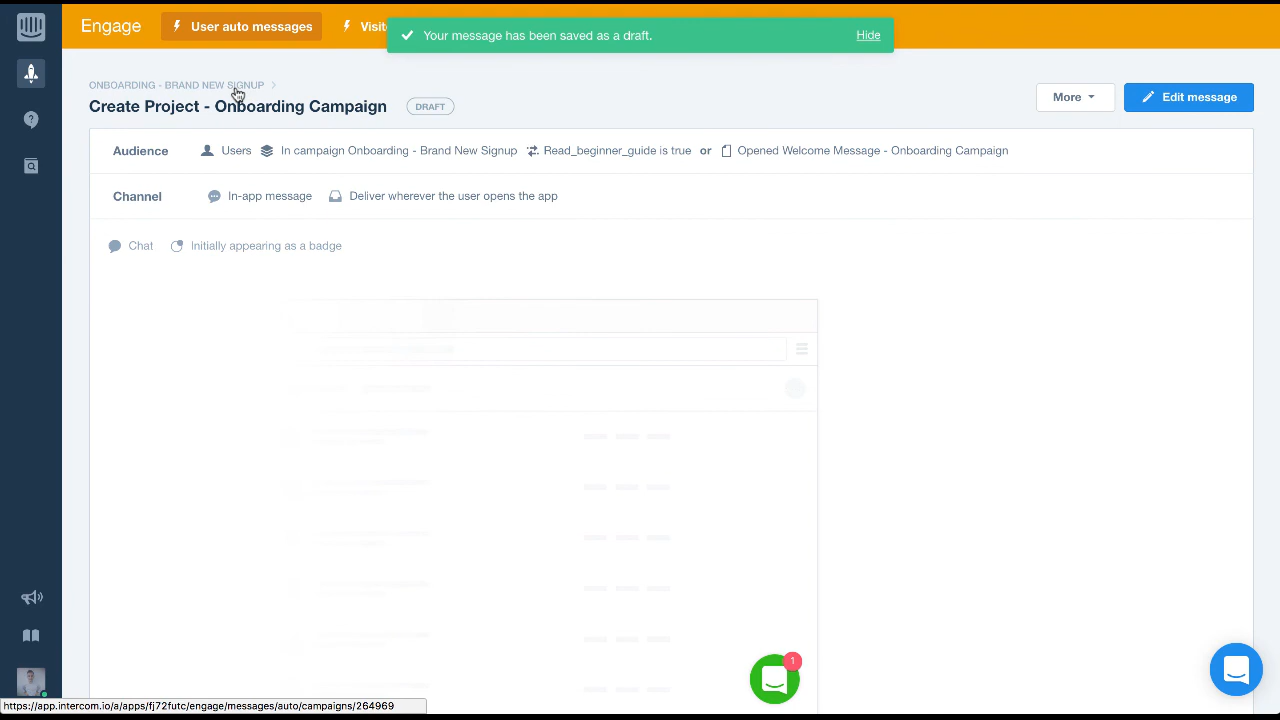 Engage
User auto messages
Visit
Your message has been saved as a draft.
Hide
ONBOARDING - BRAND NEW SIGNUP
Create Project - Onboarding Campaign
DRAFT
More
Edit message
Audience
Users
In campaign Onboarding - Brand New Signup
Read_beginner_guide is true
or
Opened Welcome Message - Onboarding Campaign
Channel
In-app message
Deliver wherever the user opens the app
Chat
Initially appearing as a badge
1
https://app.intercom.io/a/apps/fj72futc/engage/messages/auto/campaigns/264969